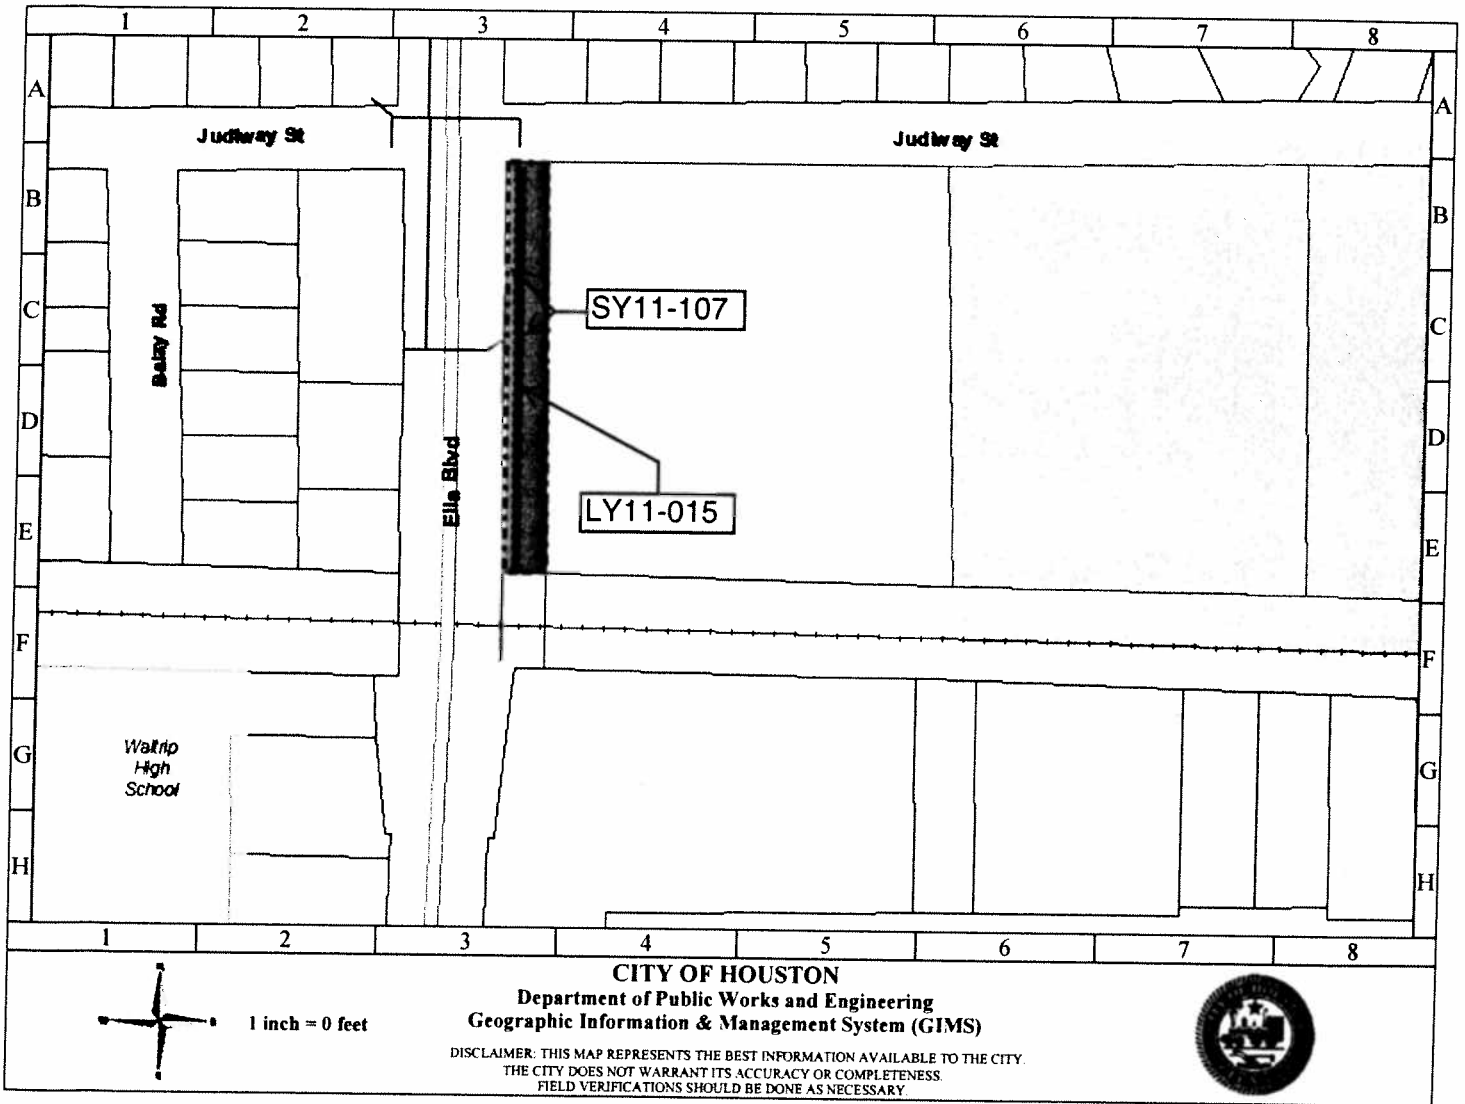 1 2 3 4 5 6 7 8
A A
Judiway St Judiway St
B B
SY11-107
C C
Balzy Rd
D D
Ella Blvd
LY11-015
E E
F F
Waltrip
High
School
G G
H H
1 2 3 4 5 6 7 8
CITY OF HOUSTON
Department of Public Works and Engineering
Geographic Information & Management System (GIMS)
1 inch = 0 feet
DISCLAIMER: THIS MAP REPRESENTS THE BEST INFORMATION AVAILABLE TO THE CITY.
THE CITY DOES NOT WARRANT ITS ACCURACY OR COMPLETENESS.
FIELD VERIFICATIONS SHOULD BE DONE AS NECESSARY.